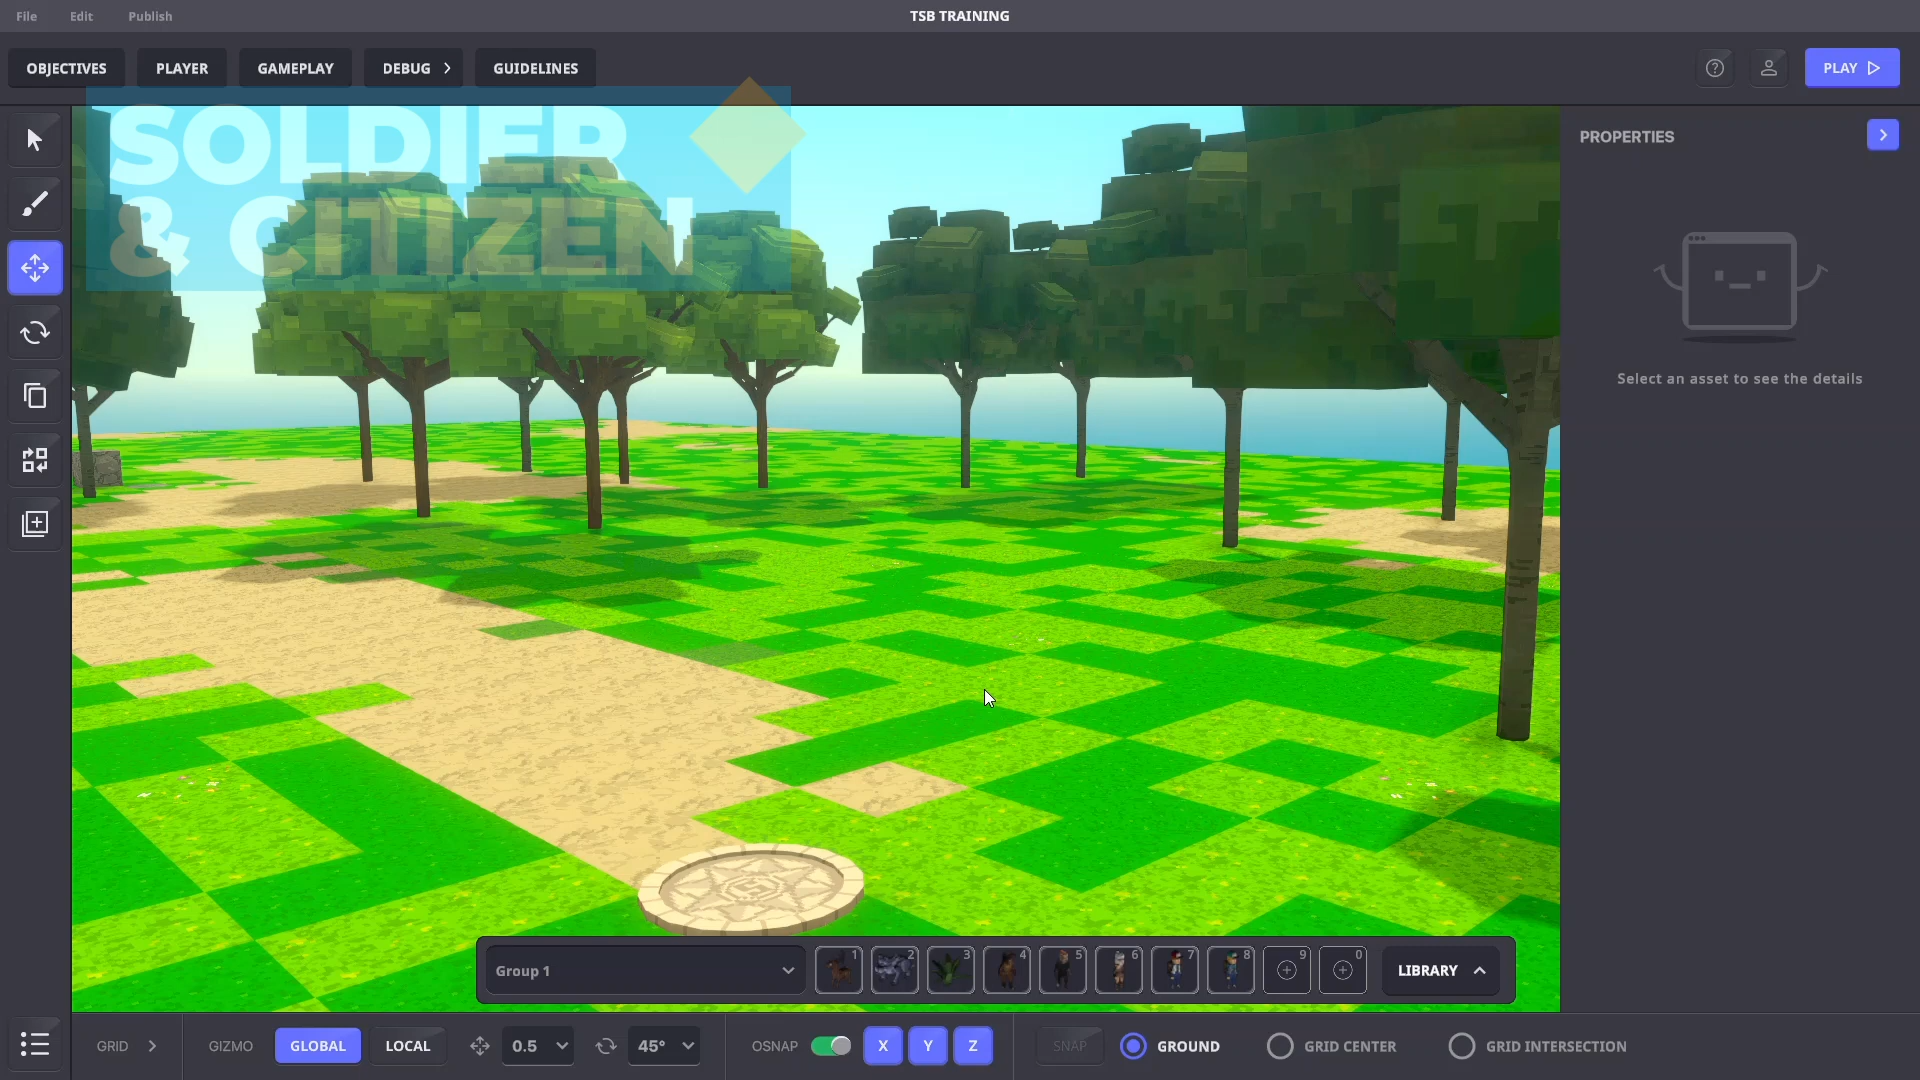 File Edit Publish TSB TRAINING
OBJECTIVES PLAYER GAMEPLAY DEBUG GUIDELINES PLAY
SOLDIER
& CITIZEN
PROPERTIES
Select an asset to see the details
Group 1 1 2 3 4 5 6 7 8 9 0 LIBRARY
GRID GIZMO GLOBAL LOCAL 0.5 45° OSNAP X Y Z SNAP GROUND GRID CENTER GRID INTERSECTION